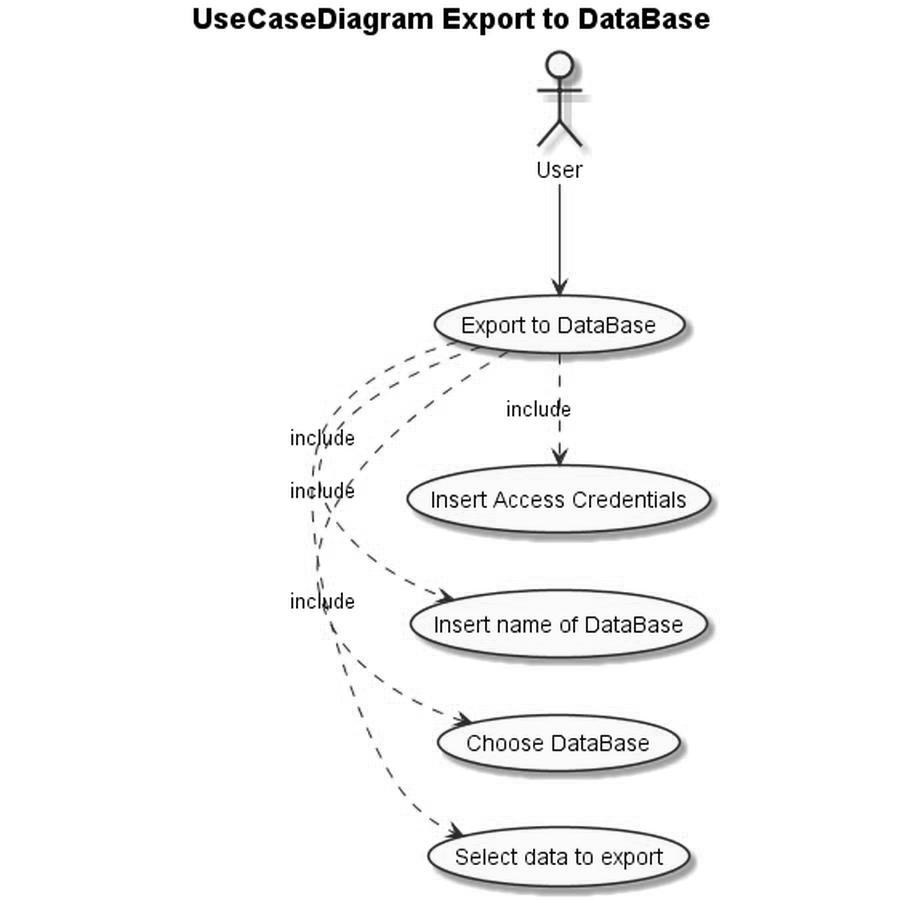 UseCaseDiagram Export to DataBase
User
Export to DataBase
include
include
include
Insert Access Credentials
include
Insert name of DataBase
Choose DataBase
Select data to export